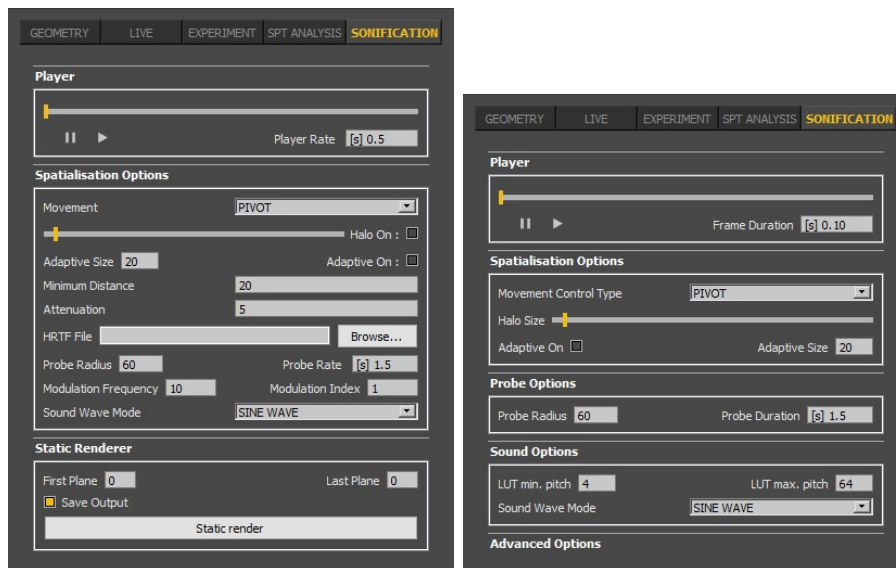 GEOMETRY LIVE EXPERIMENT SPT ANALYSIS SONIFICATION
Player
Player Rate [s] 0.5
Spatialisation Options
Movement PIVOT
Halo On :
Adaptive Size 20 Adaptive On :
Minimum Distance 20
Attenuation 5
HRTF File Browse...
Probe Radius 60 Probe Rate [s] 1.5
Modulation Frequency 10 Modulation Index 1
Sound Wave Mode SINE WAVE
Static Renderer
First Plane 0 Last Plane 0
Save Output
Static render
GEOMETRY LIVE EXPERIMENT SPT ANALYSIS SONIFICATION
Player
Frame Duration [s] 0.10
Spatialisation Options
Movement Control Type PIVOT
Halo Size
Adaptive On Adaptive Size 20
Probe Options
Probe Radius 60 Probe Duration [s] 1.5
Sound Options
LUT min. pitch 4 LUT max. pitch 64
Sound Wave Mode SINE WAVE
Advanced Options